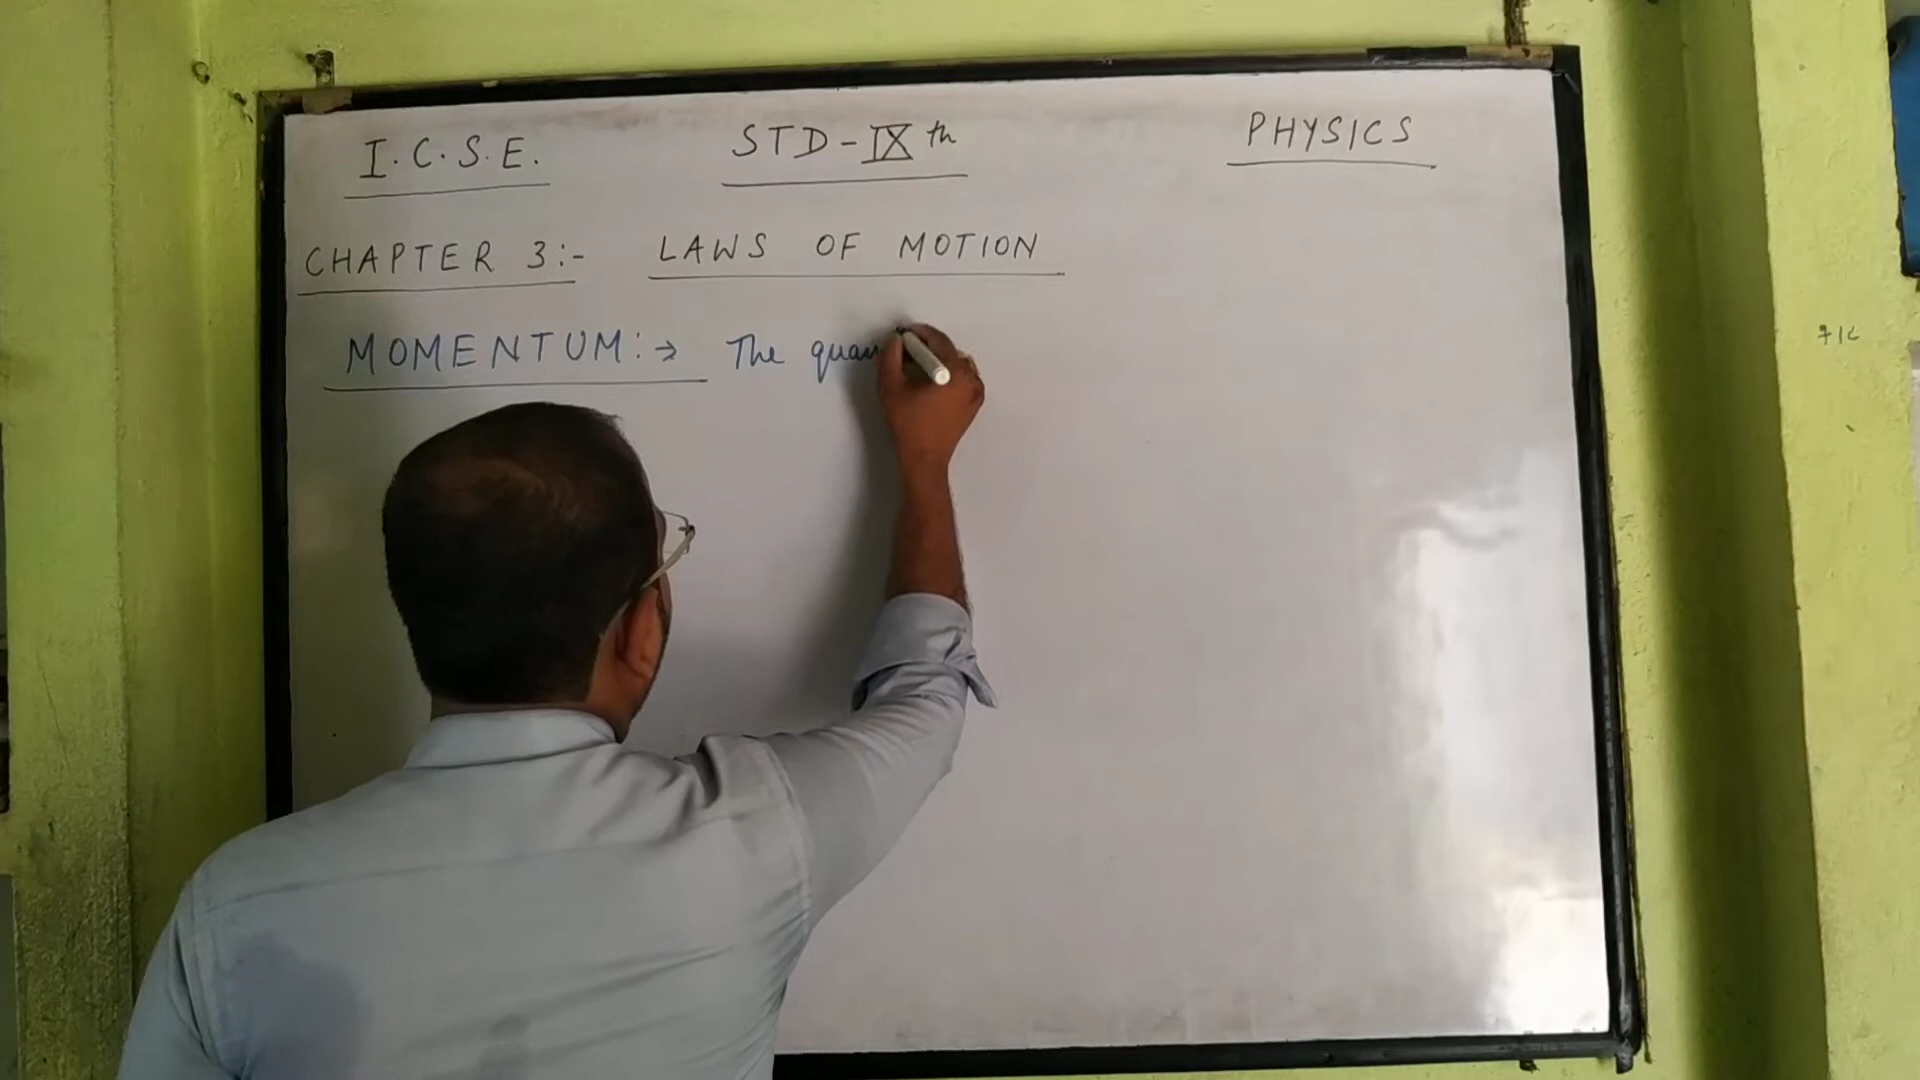 I.C.S.E. STD-IXth PHYSICS
CHAPTER 3:- LAWS OF MOTION
MOMENTUM:→ The quan